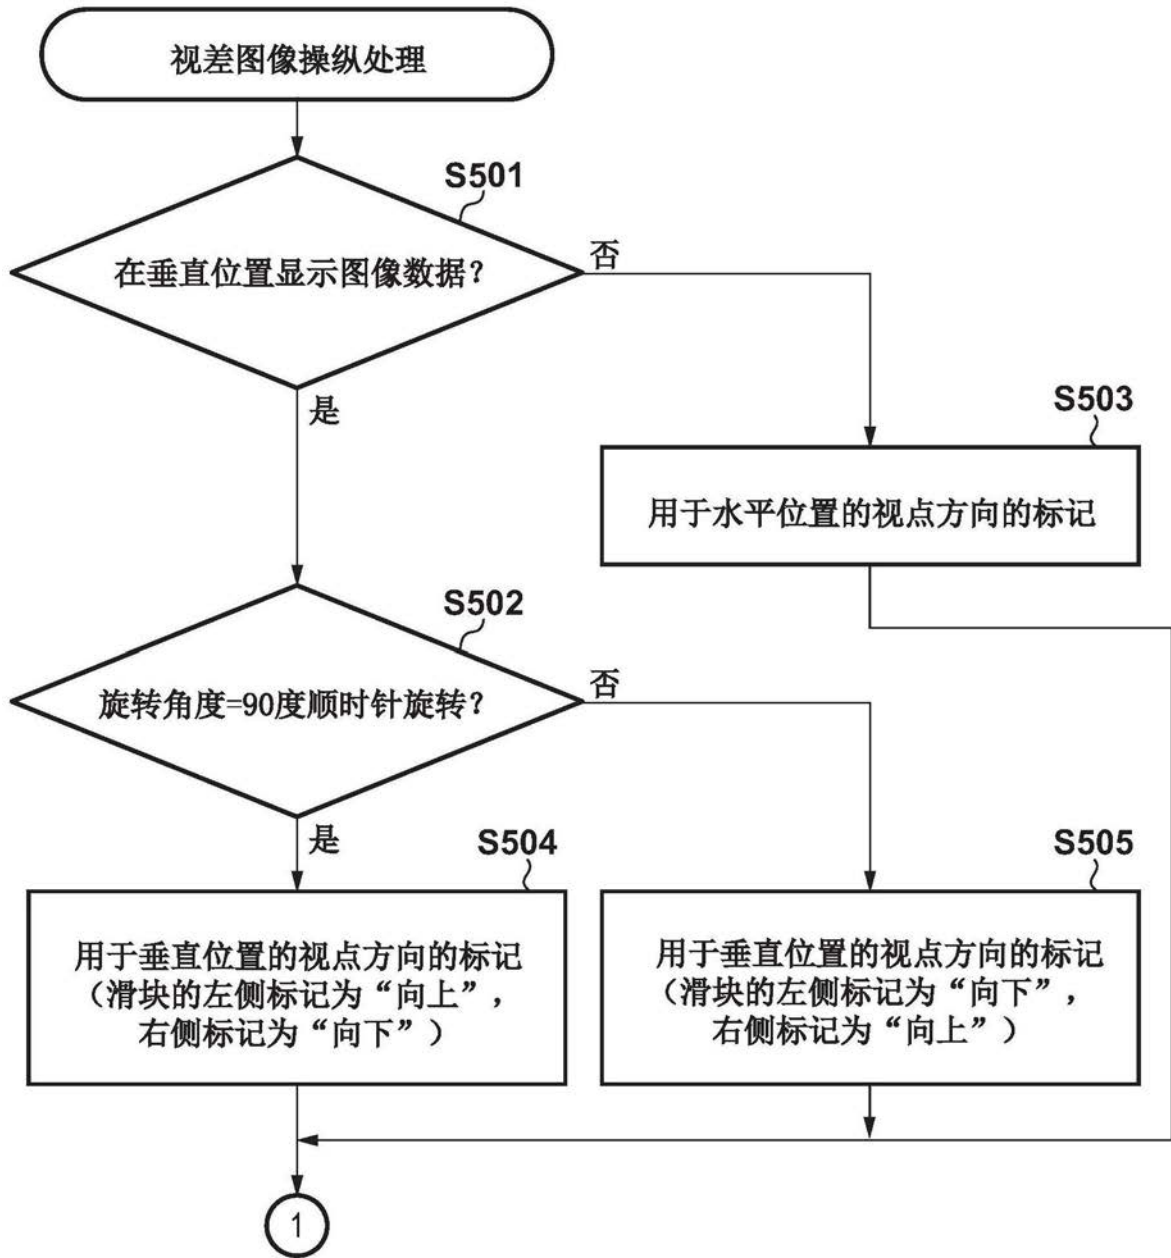 视差图像操纵处理
S501
在垂直位置显示图像数据？
否
是
S503
用于水平位置的视点方向的标记
S502
旋转角度=90度顺时针旋转？
否
是
S504
用于垂直位置的视点方向的标记
（滑块的左侧标记为“向上”，
右侧标记为“向下”）
S505
用于垂直位置的视点方向的标记
（滑块的左侧标记为“向下”，
右侧标记为“向上”）
1